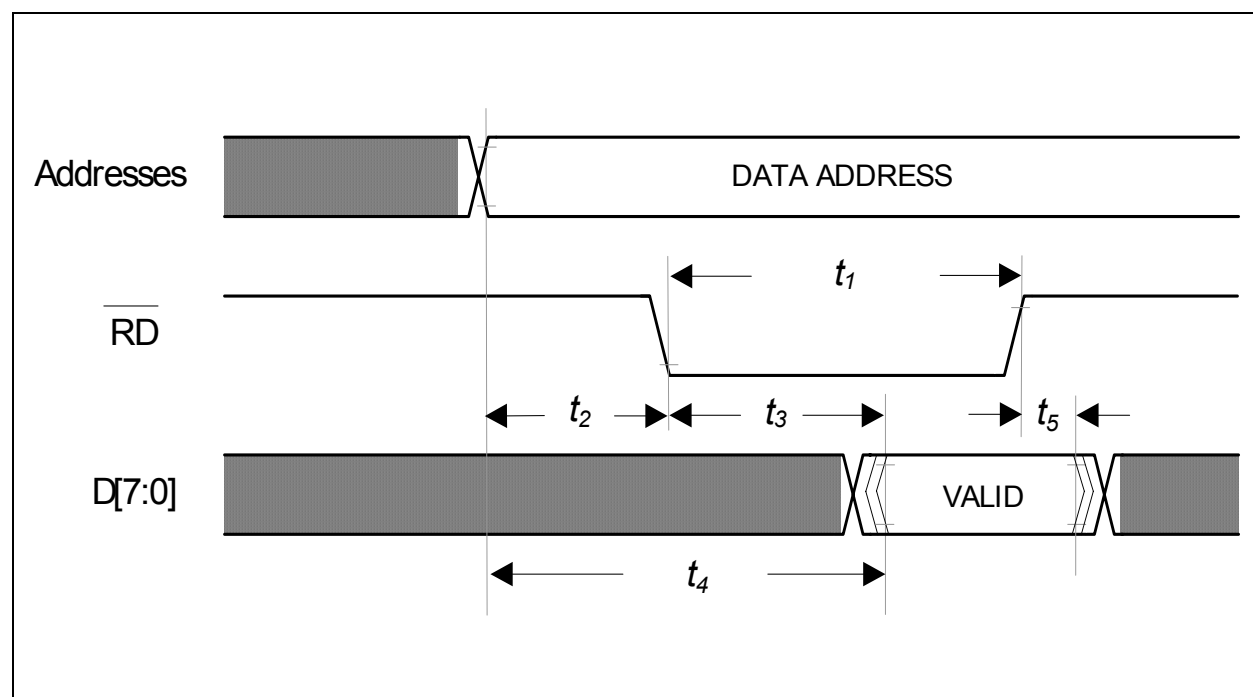 Addresses
DATA ADDRESS
t1
RD
t2
t3
t5
D[7:0]
VALID
t4